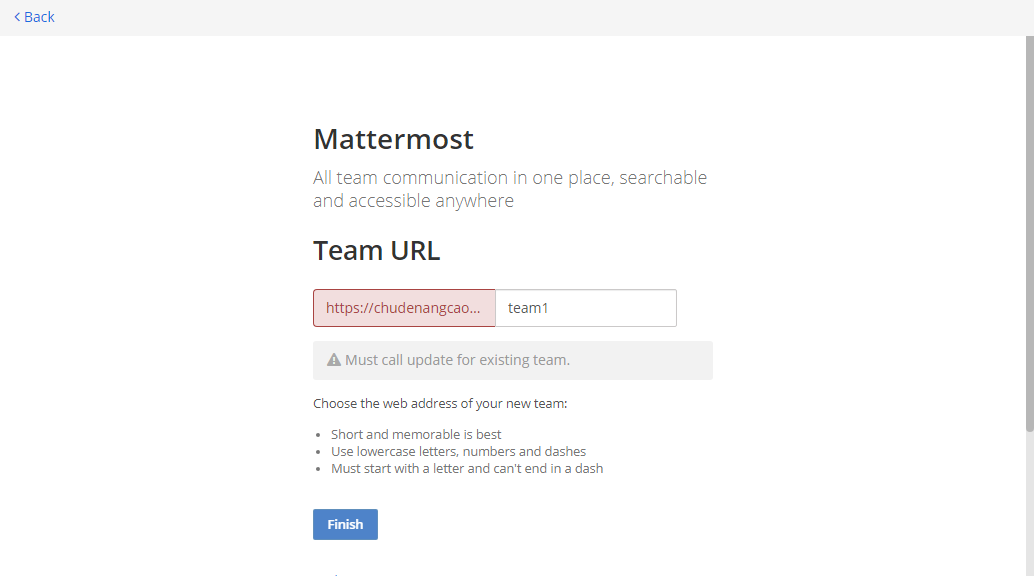 Back
Mattermost
All team communication in one place, searchable
and accessible anywhere
Team URL
https://chudenangcao... team1
Must call update for existing team.
Choose the web address of your new team:
Short and memorable is best
Use lowercase letters, numbers and dashes
Must start with a letter and can't end in a dash
Finish